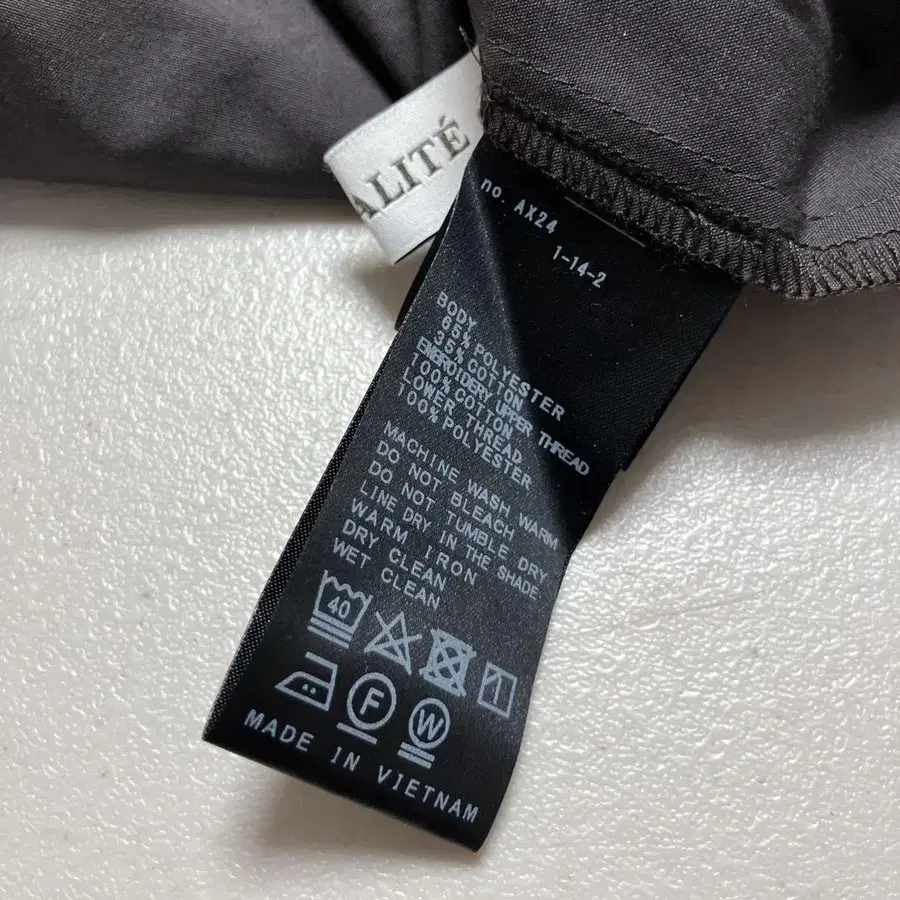 ALITÉ
no. AX24
1-14-2
BODY
65% POLYESTER
35% COTTON
EMBROIDERY UPPER THREAD
100% COTTON
LOWER THREAD
100% POLYESTER
MACHINE WASH WARM
DO NOT BLEACH
DO NOT TUMBLE DRY
LINE DRY IN THE SHADE
WARM IRON
DRY CLEAN
WET CLEAN
40
F W
MADE IN VIETNAM